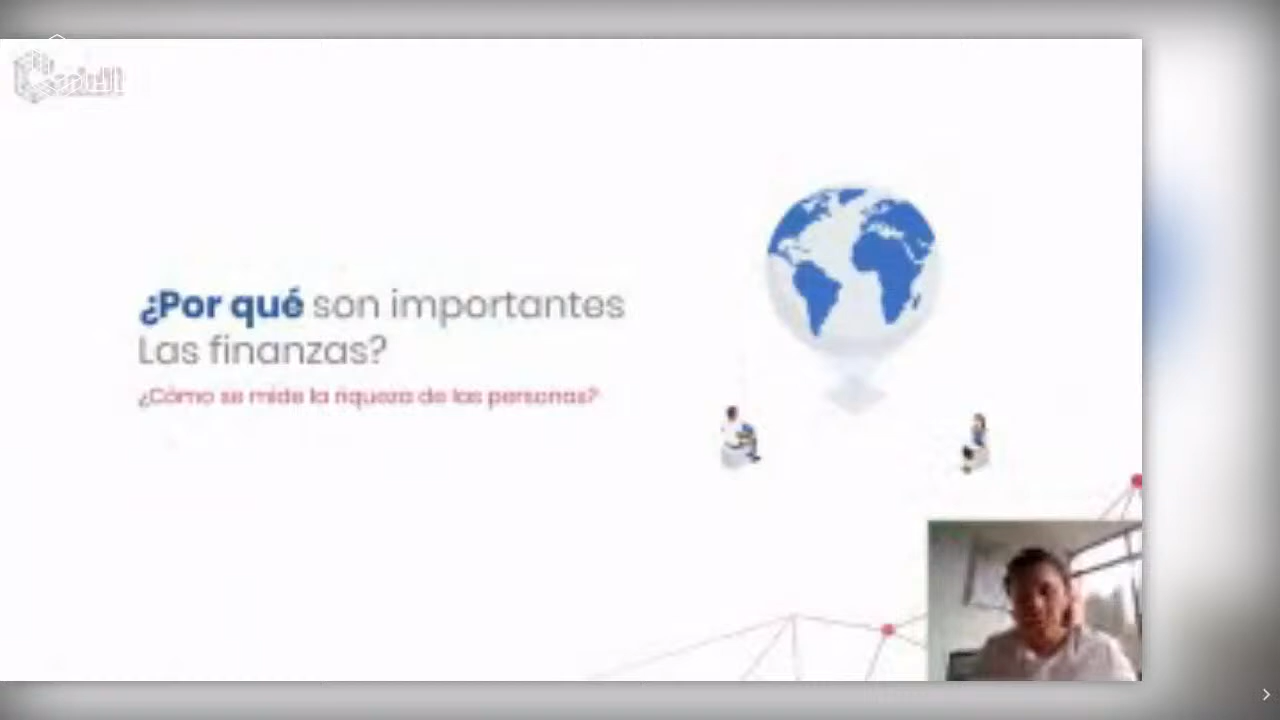 ¿Por qué son importantes
Las finanzas?
¿Cómo se mide la riqueza de las personas?